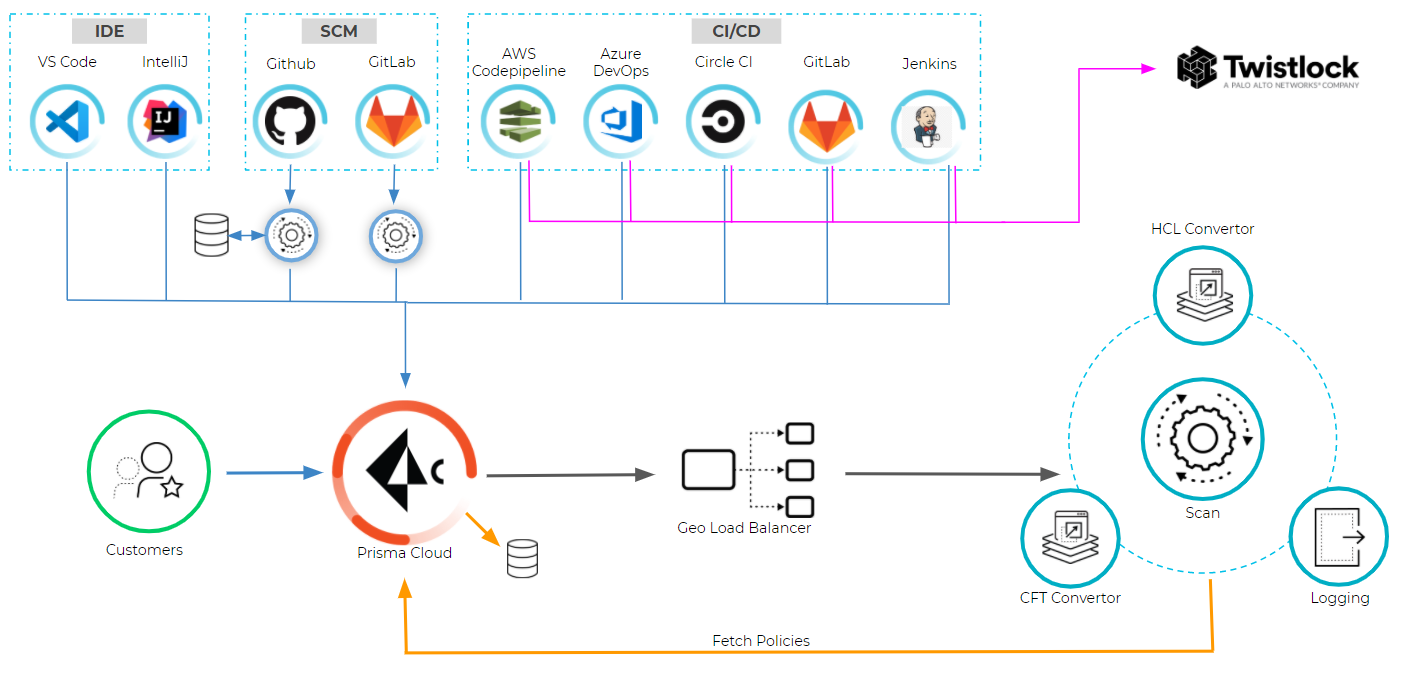 IDE
SCM
CI/CD
VS Code
IntelliJ
Github
GitLab
AWS
Codepipeline
Azure
DevOps
Circle CI
GitLab
Jenkins
IJ
Twistlock
A PALO ALTO NETWORKS® COMPANY
HCL Convertor
Scan
Customers
Prisma Cloud
Geo Load Balancer
CFT Convertor
Logging
Fetch Policies